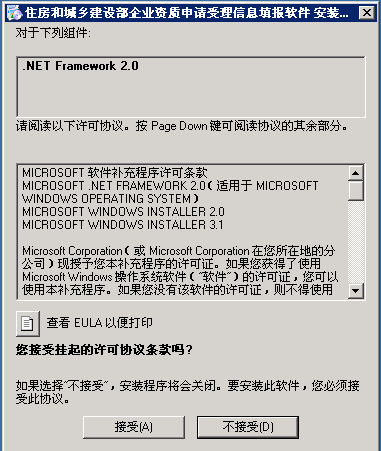 住房和城乡建设部企业资质申请受理信息填报软件 安装...
对于下列组件:
.NET Framework 2.0
请阅读以下许可协议。按 Page Down 键可阅读协议的其余部分。
MICROSOFT 软件补充程序许可条款
MICROSOFT .NET FRAMEWORK 2.0（适用于 MICROSOFT
WINDOWS OPERATING SYSTEM）
MICROSOFT WINDOWS INSTALLER 2.0
MICROSOFT WINDOWS INSTALLER 3.1
Microsoft Corporation（或 Microsoft Corporation 在您所在地的分
公司）现授予您本补充程序的许可证。如果您获得了使用
Micosoft Windows 操作系统软件（“软件”）的许可证，您可以
使用本补充程序。如果您没有该软件的许可证，则不得使用
查看 EULA 以便打印
您接受挂起的许可协议条款吗?
如果选择“不接受”，安装程序将会关闭。要安装此软件，您必须接
受此协议。
接受(A) 不接受(D)